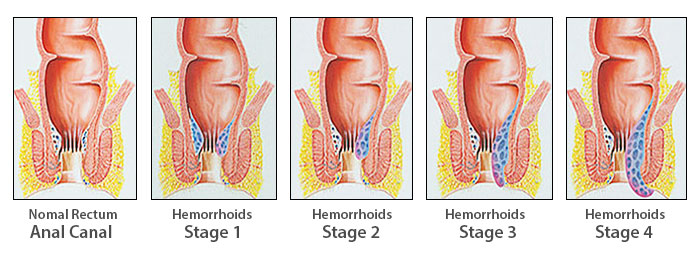 Nomal Rectum
Anal Canal
Hemorrhoids
Stage 1
Hemorrhoids
Stage 2
Hemorrhoids
Stage 3
Hemorrhoids
Stage 4